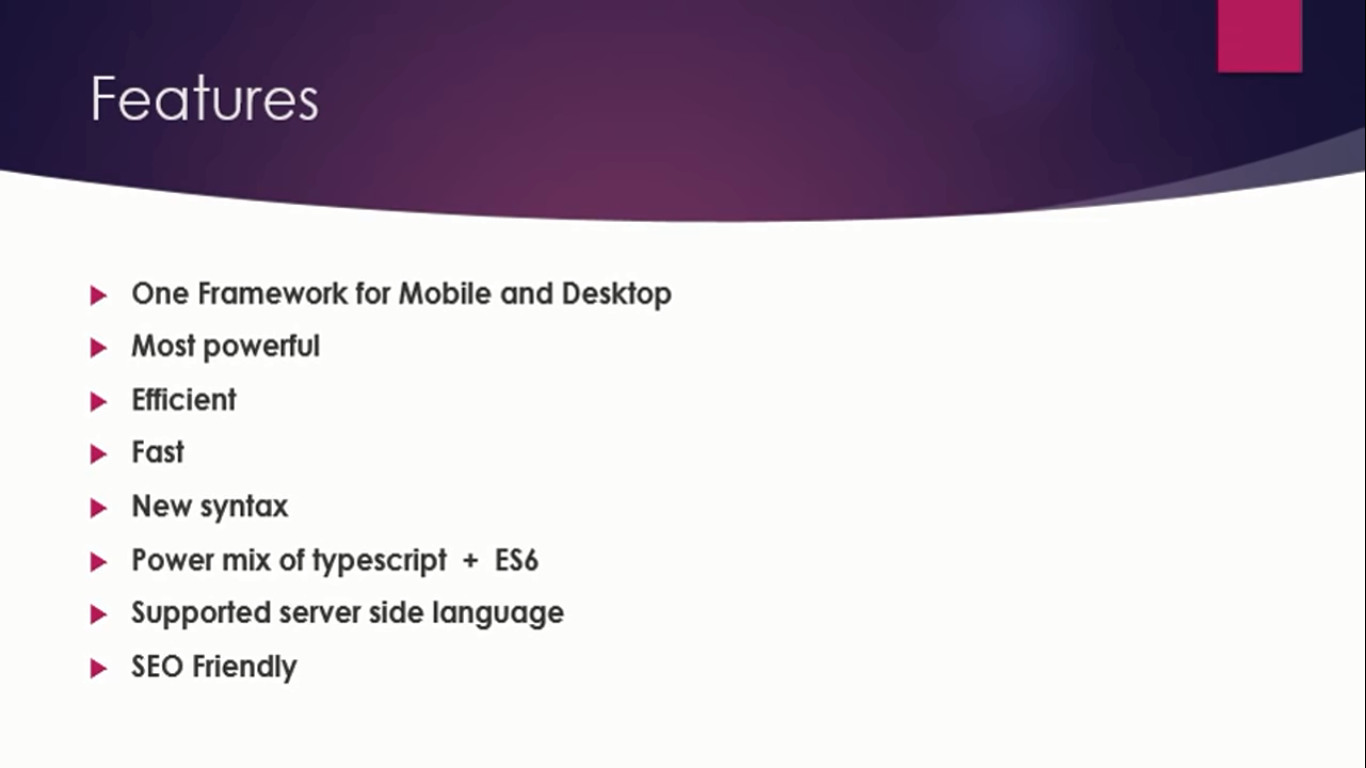 Features
One Framework for Mobile and Desktop
Most powerful
Efficient
Fast
New syntax
Power mix of typescript + ES6
Supported server side language
SEO Friendly